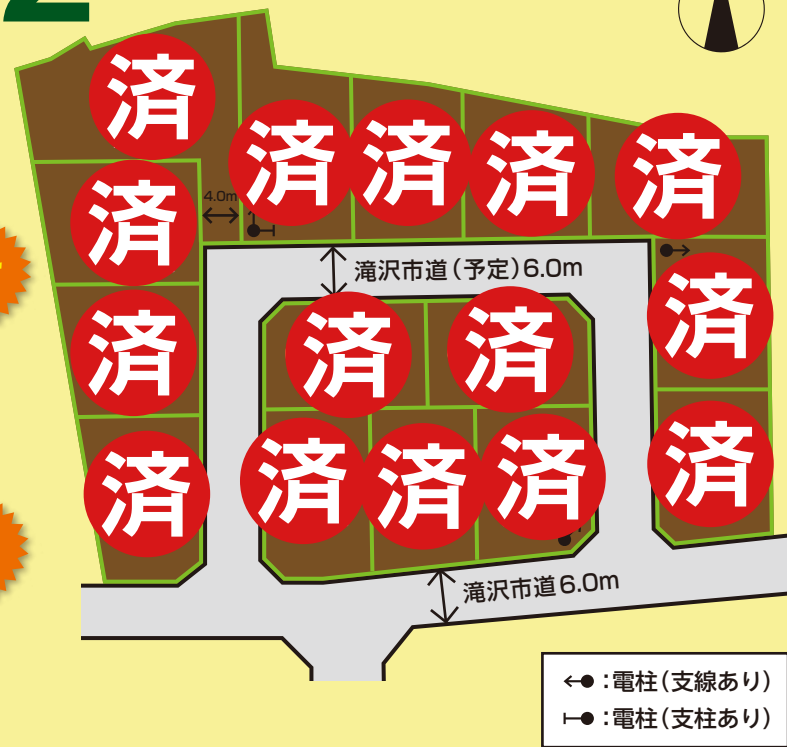 2
済
済
済
済
済
済
4.0m
滝沢市道(予定)6.0m
済
済
済
済
済
済
済
済
済
滝沢市道6.0m
:電柱(支線あり)
:電柱(支柱あり)